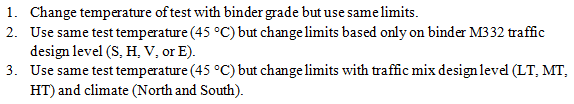 1. Change temperature of test with binder grade but use same limits.
2. Use same test temperature (45 °C) but change limits based only on binder M332 traffic
design level (S, H, V, or E).
3. Use same test temperature (45 °C) but change limits with traffic mix design level (LT, MT,
HT) and climate (North and South).